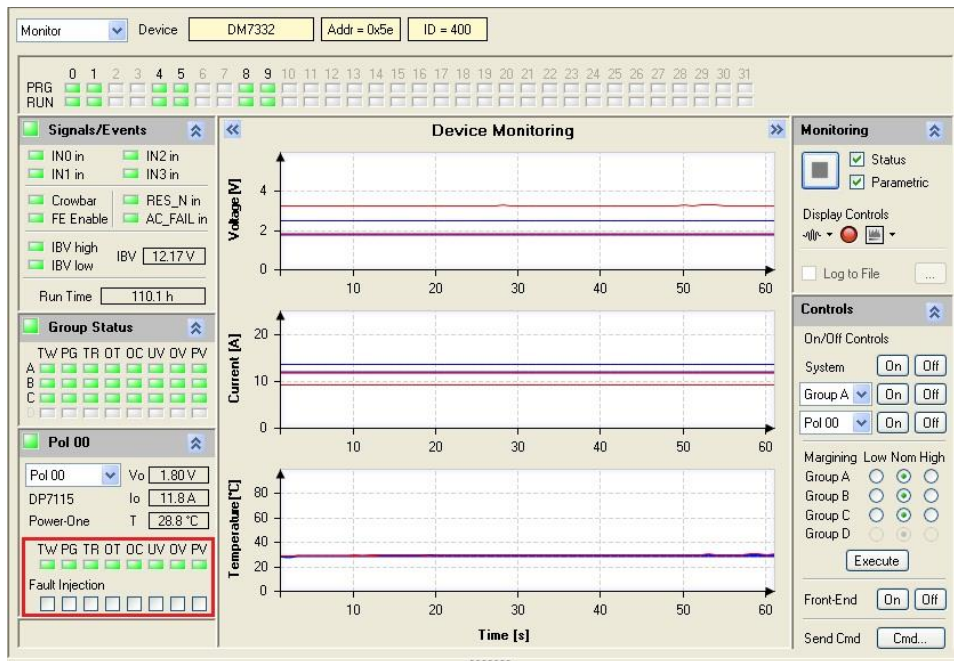 Monitor Device DM7332 Addr = 0x5e ID = 400
0 1 2 3 4 5 6 7 8 9 10 11 12 13 14 15 16 17 18 19 20 21 22 23 24 25 26 27 28 29 30 31
PRG
RUN
Signals/Events
IN0 in IN2 in
IN1 in IN3 in
Crowbar RES_N in
FE Enable AC_FAIL in
IBV high
IBV low
IBV 12.17 V
Run Time 110.1 h
Group Status
TW PG TR OT OC UV OV PV
A
B
C
D
Pol 00
Pol 00 Vo 1.80 V
DP7115 Io 11.8 A
Power-One T 28.8 °C
TW PG TR OT OC UV OV PV
Fault Injection
Device Monitoring
Voltage [V]
4
2
0
10 20 30 40 50 60
Current [A]
20
10
0
10 20 30 40 50 60
Temperature [°C]
80
60
40
20
0
10 20 30 40 50 60
Time [s]
Monitoring
Status
Parametric
Display Controls
Log to File ...
Controls
On/Off Controls
System On Off
Group A On Off
Pol 00 On Off
Margining Low Nom High
Group A
Group B
Group C
Group D
Execute
Front-End On Off
Send Cmd Cmd...